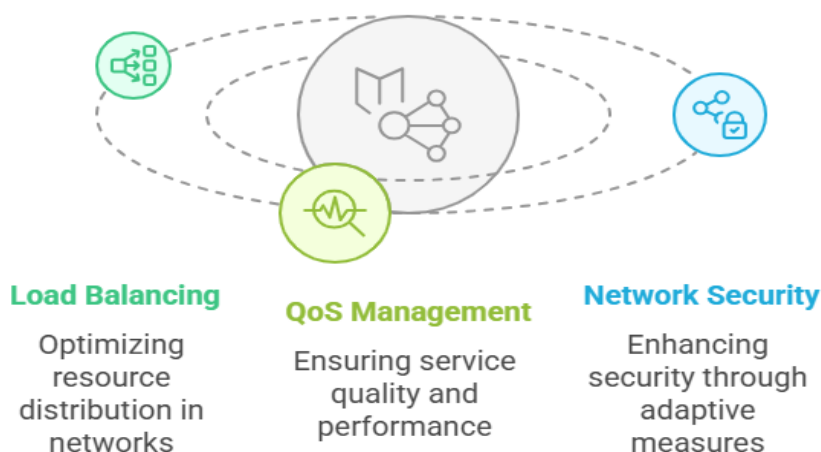 Load Balancing
Optimizing
resource
distribution in
networks
QoS Management
Ensuring service
quality and
performance
Network Security
Enhancing
security through
adaptive
measures